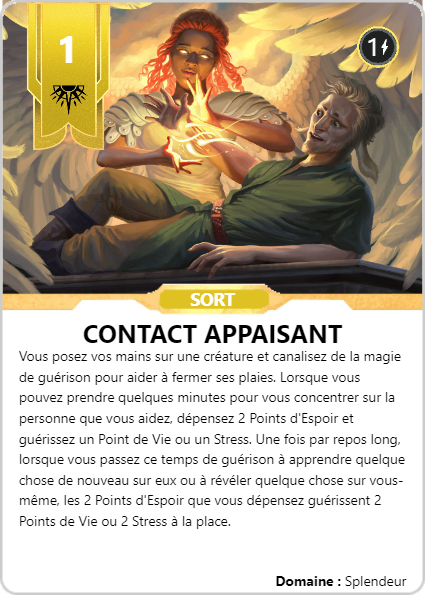 1
1
SORT
CONTACT APPAISANT
Vous posez vos mains sur une créature et canalisez de la magie
de guérison pour aider à fermer ses plaies. Lorsque vous
pouvez prendre quelques minutes pour vous concentrer sur la
personne que vous aidez, dépensez 2 Points d'Espoir et
guérissez un Point de Vie ou un Stress. Une fois par repos long,
lorsque vous passez ce temps de guérison à apprendre quelque
chose de nouveau sur eux ou à révéler quelque chose sur vous-
même, les 2 Points d'Espoir que vous dépensez guérissent 2
Points de Vie ou 2 Stress à la place.
Domaine : Splendeur